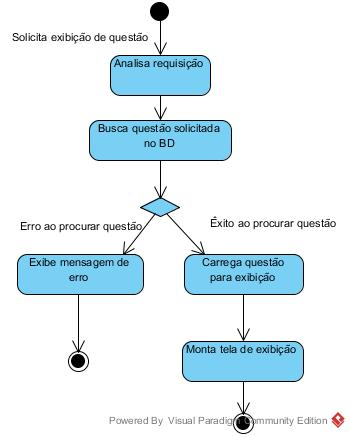 Solicita exibição de questão
Analisa requisição
Busca questão solicitada
no BD
Erro ao procurar questão
Êxito ao procurar questão
Exibe mensagem de
erro
Carrega questão
para exibição
Monta tela de exibição
Powered By Visual Paradigm Community Edition